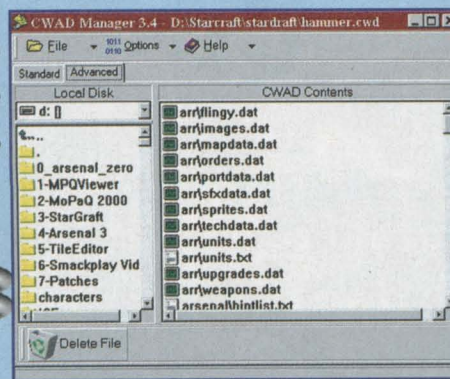 CWAD Manager 3.4 - D:\Starcraft\stardraft\hammer.cwd
File
Options
Help
Standard
Advanced
Local Disk
d: []
..
.
0_arsenal_zero
1-MPQViewer
2-MoPaQ 2000
3-StarGraft
4-Arsenal 3
5-TileEditor
6-Smackplay Vid
7-Patches
characters
CWAD Contents
arr\flingy.dat
arr\images.dat
arr\mapdata.dat
arr\orders.dat
arr\portdata.dat
arr\sfxdata.dat
arr\sprites.dat
arr\techdata.dat
arr\units.dat
arr\units.txt
arr\upgrades.dat
arr\weapons.dat
arsenal\hintlist.txt
Delete File